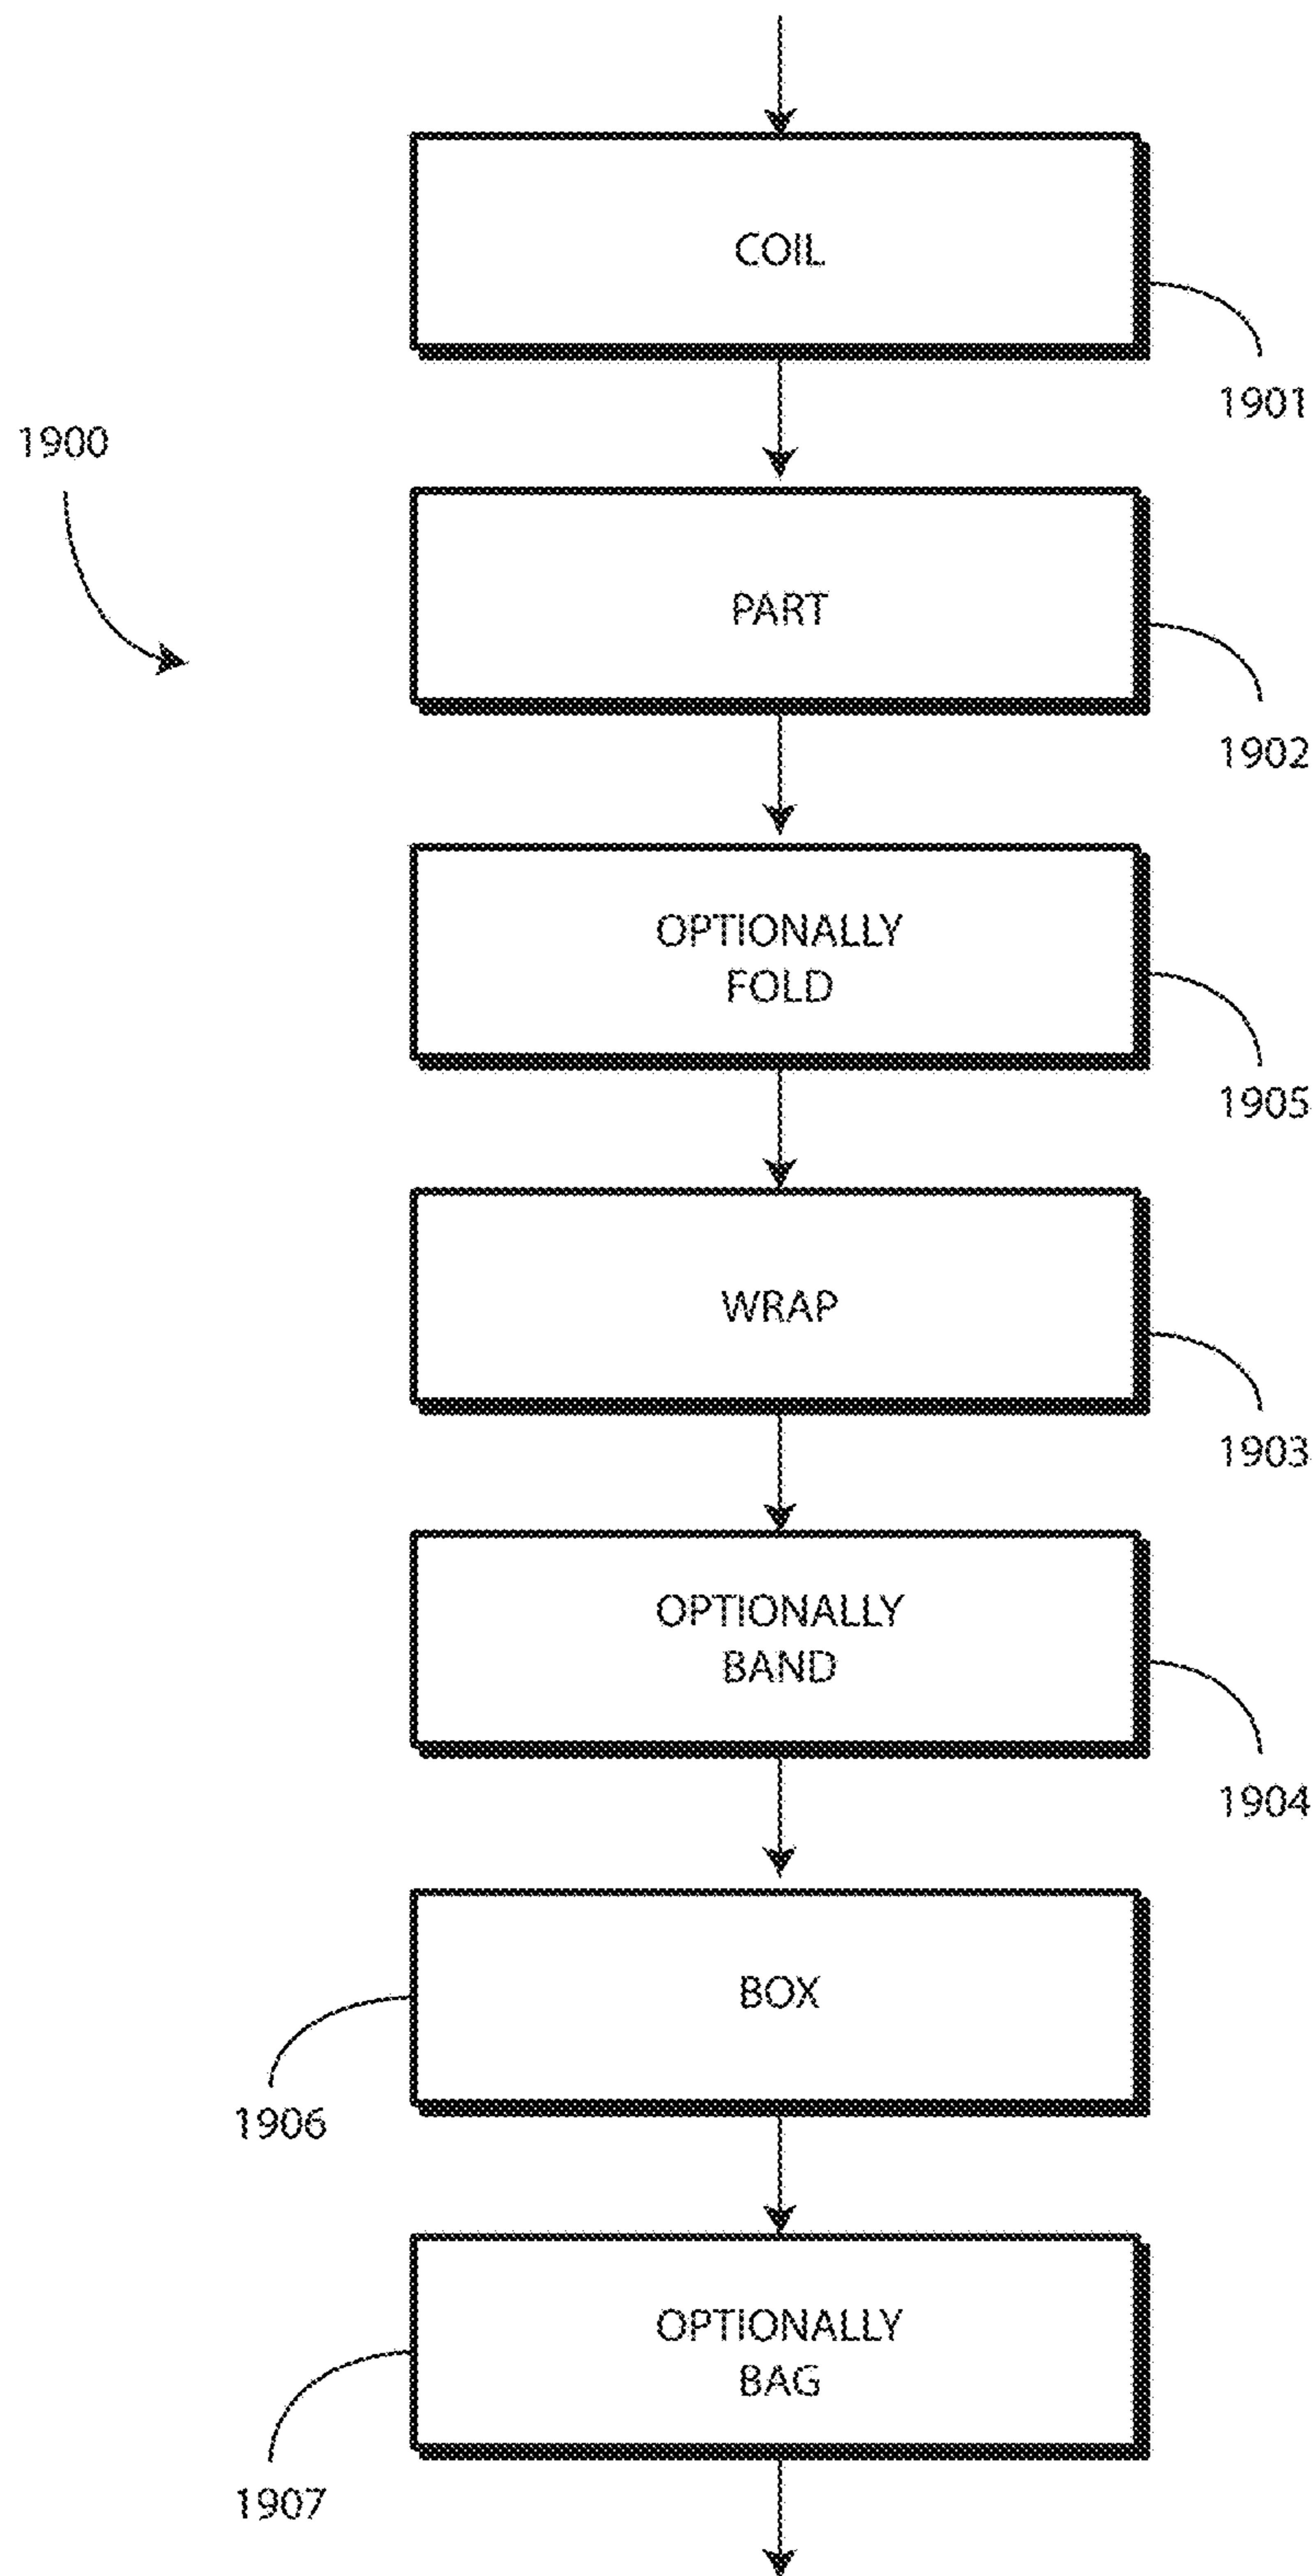 COIL
1901
1900
PART
1902
OPTIONALLY
FOLD
1905
WRAP
1903
OPTIONALLY
BAND
1904
BOX
1906
OPTIONALLY
BAG
1907